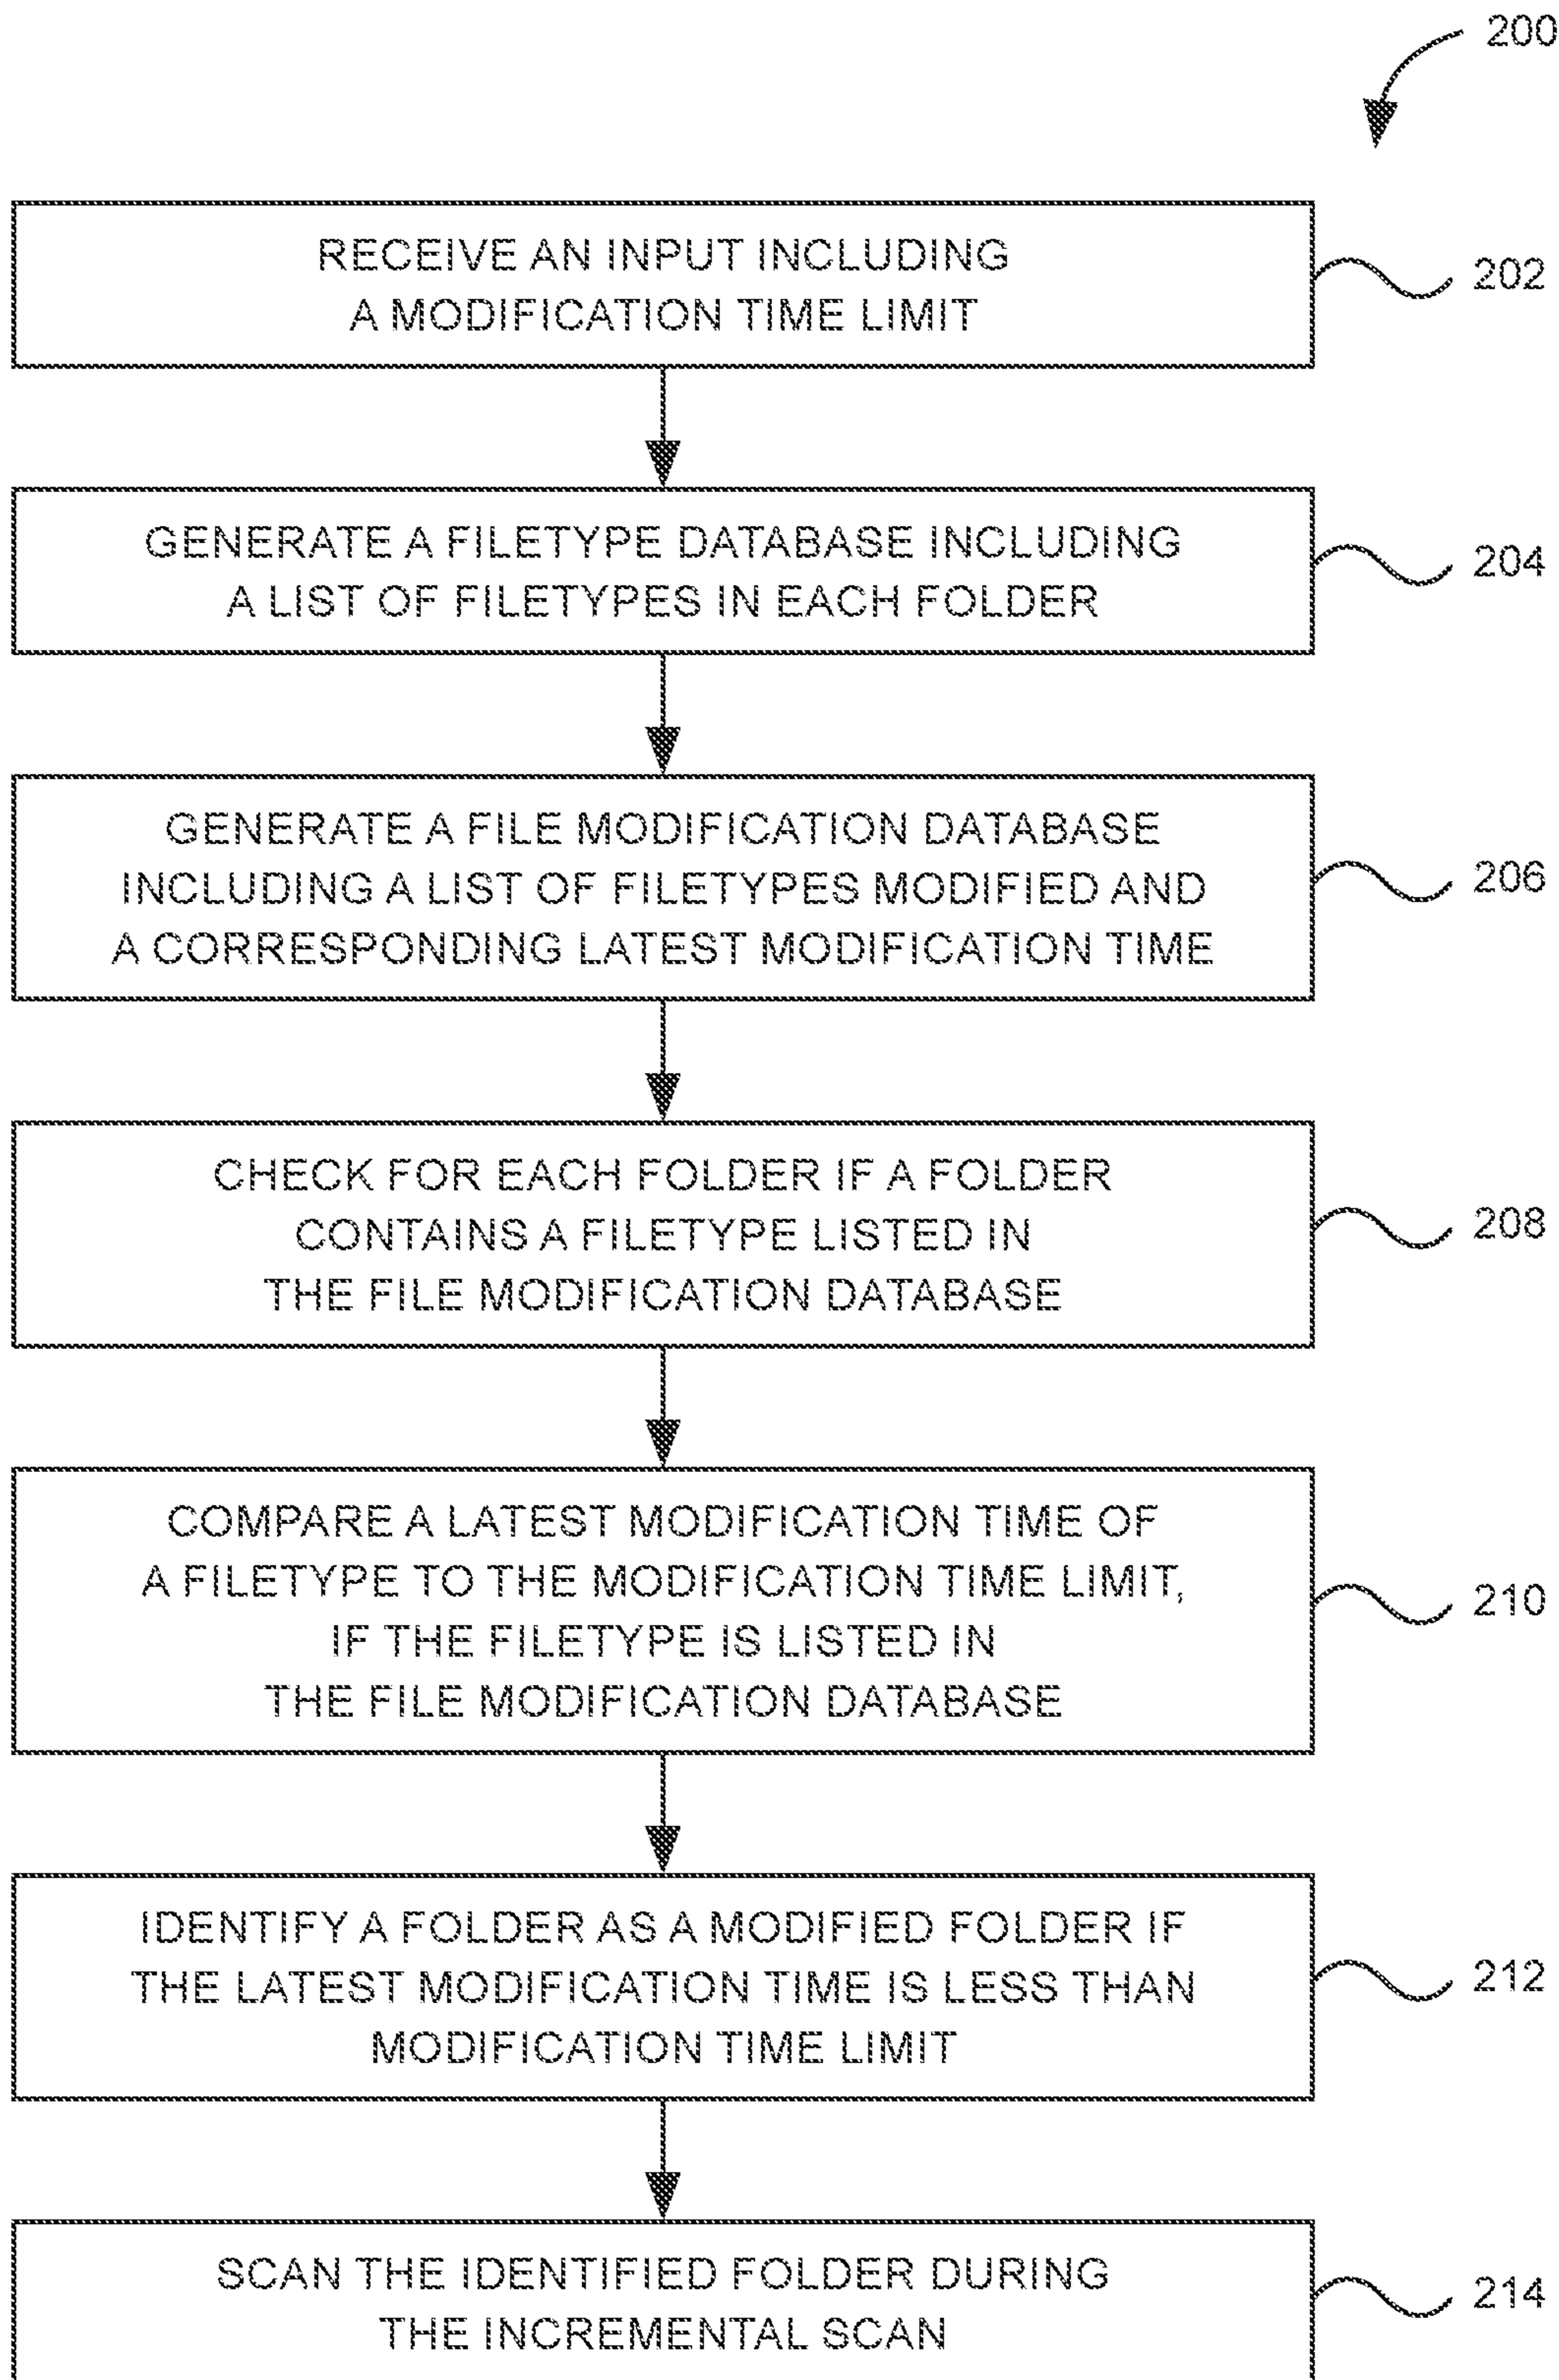 200
RECEIVE AN INPUT INCLUDING
A MODIFICATION TIME LIMIT
202
GENERATE A FILETYPE DATABASE INCLUDING
A LIST OF FILETYPES IN EACH FOLDER
204
GENERATE A FILE MODIFICATION DATABASE
INCLUDING A LIST OF FILETYPES MODIFIED AND
A CORRESPONDING LATEST MODIFICATION TIME
206
CHECK FOR EACH FOLDER IF A FOLDER
CONTAINS A FILETYPE LISTED IN
THE FILE MODIFICATION DATABASE
208
COMPARE A LATEST MODIFICATION TIME OF
A FILETYPE TO THE MODIFICATION TIME LIMIT,
IF THE FILETYPE IS LISTED IN
THE FILE MODIFICATION DATABASE
210
IDENTIFY A FOLDER AS A MODIFIED FOLDER IF
THE LATEST MODIFICATION TIME IS LESS THAN
MODIFICATION TIME LIMIT
212
SCAN THE IDENTIFIED FOLDER DURING
THE INCREMENTAL SCAN
214